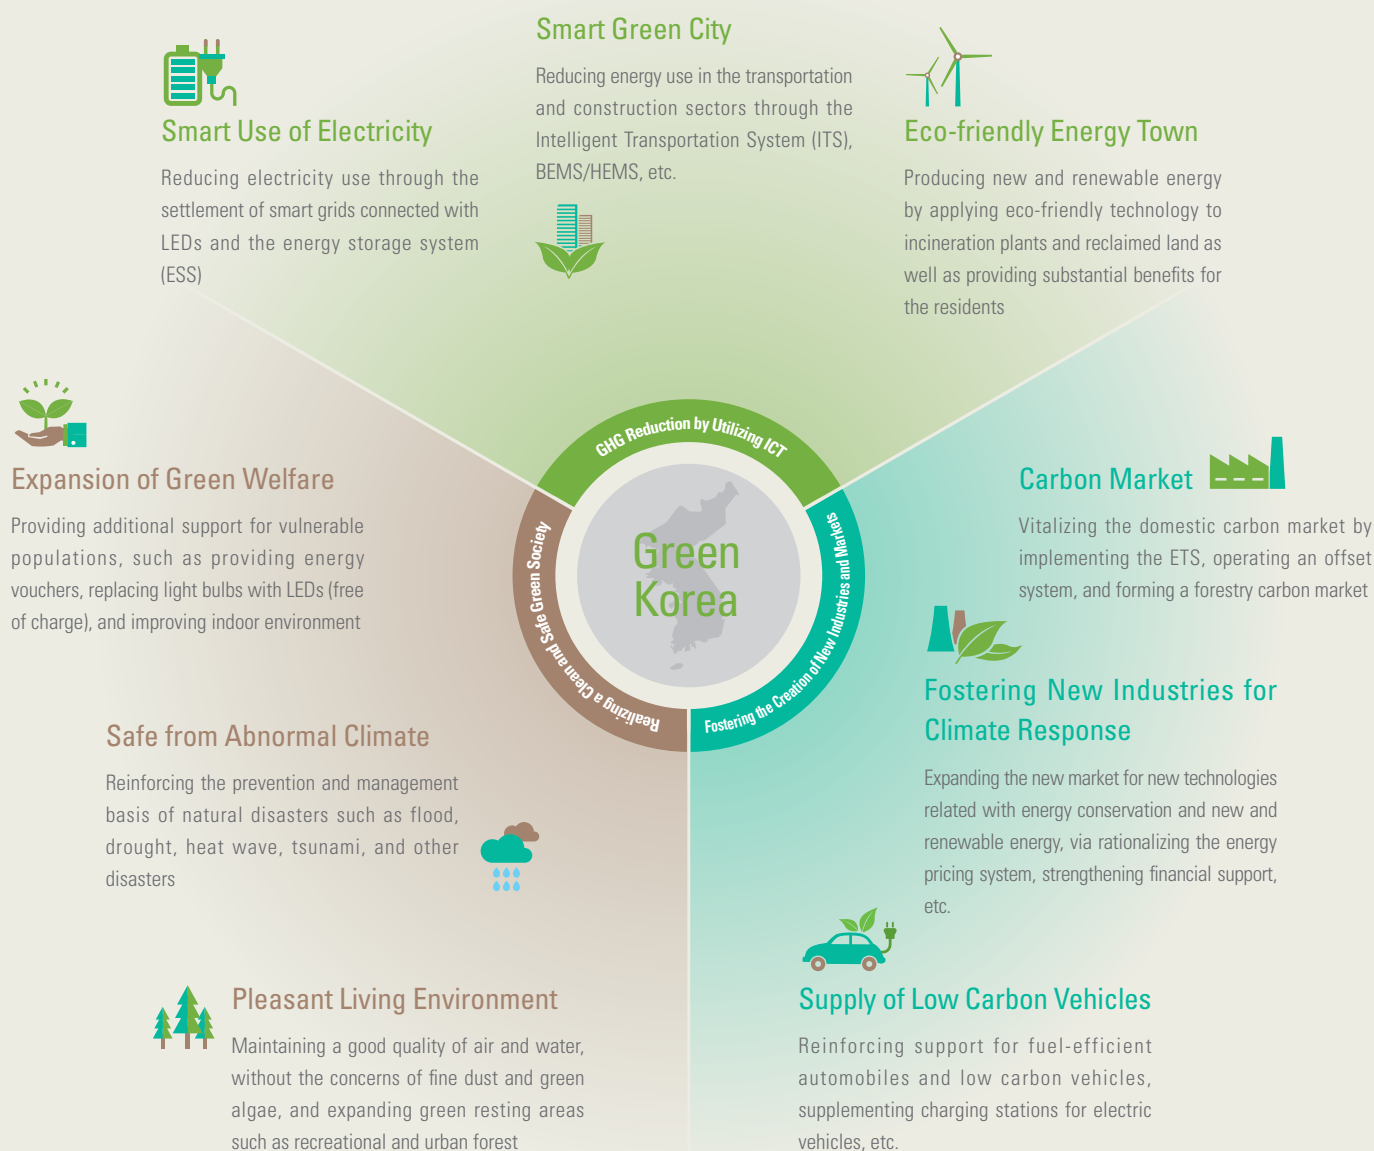 Smart Green City
Reducing energy use in the transportation
and construction sectors through the
Intelligent Transportation System (ITS),
BEMS/HEMS, etc.
Smart Use of Electricity
Reducing electricity use through the
settlement of smart grids connected with
LEDs and the energy storage system
(ESS)
Eco-friendly Energy Town
Producing new and renewable energy
by applying eco-friendly technology to
incineration plants and reclaimed land as
well as providing substantial benefits for
the residents
GHG Reduction by Utilizing ICT
Realizing a Clean and Safe Green Society
Fostering the Creation of New Industries and Markets
Green
Korea
Expansion of Green Welfare
Providing additional support for vulnerable
populations, such as providing energy
vouchers, replacing light bulbs with LEDs (free
of charge), and improving indoor environment
Carbon Market
Vitalizing the domestic carbon market by
implementing the ETS, operating an offset
system, and forming a forestry carbon market
Safe from Abnormal Climate
Reinforcing the prevention and management
basis of natural disasters such as flood,
drought, heat wave, tsunami, and other
disasters
Fostering New Industries for
Climate Response
Expanding the new market for new technologies
related with energy conservation and new and
renewable energy, via rationalizing the energy
pricing system, strengthening financial support,
etc.
Pleasant Living Environment
Maintaining a good quality of air and water,
without the concerns of fine dust and green
algae, and expanding green resting areas
such as recreational and urban forest
Supply of Low Carbon Vehicles
Reinforcing support for fuel-efficient
automobiles and low carbon vehicles,
supplementing charging stations for electric
vehicles, etc.